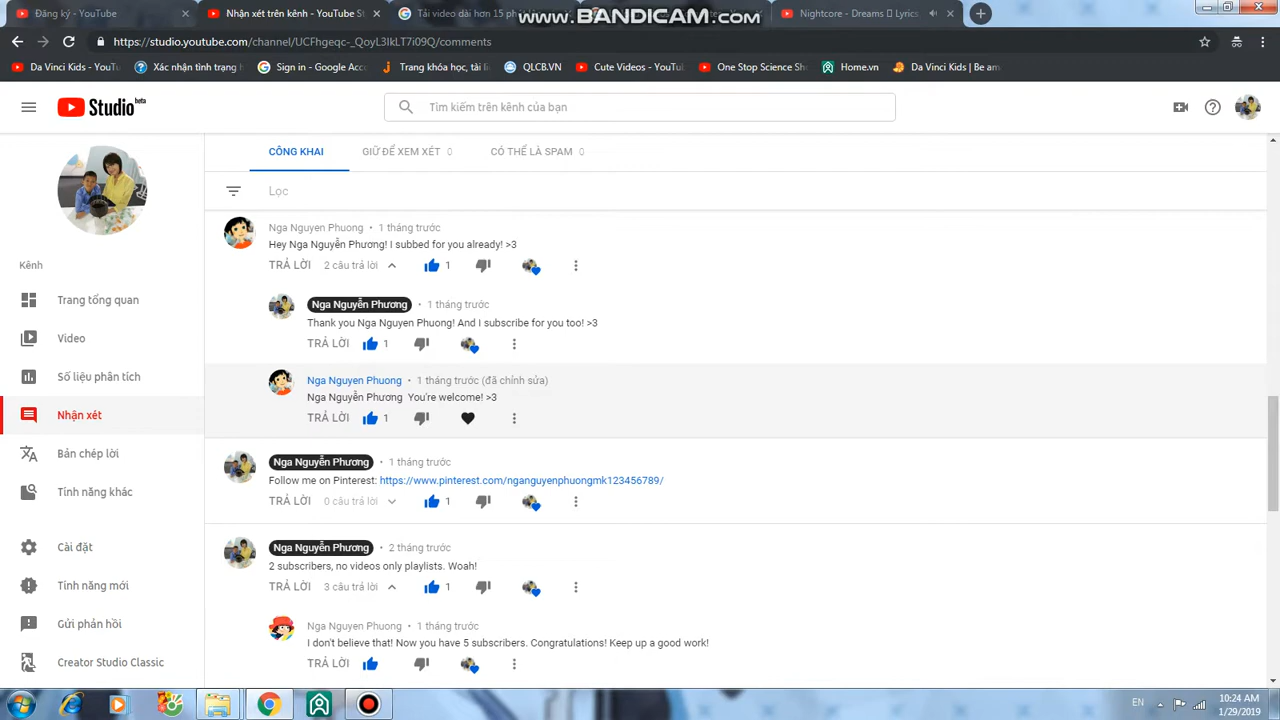 Đăng ký - YouTube
Nhận xét trên kênh - YouTube St
Tải video dài hơn 15 ph
Nightcore - Dreams Lyrics
www.BANDICAM.com
https://studio.youtube.com/channel/UCFhgeqc-_QoyL3IkLT7i09Q/comments
Da Vinci Kids - YouTu
Xác nhận tình trạng h
Sign in - Google Acc
Trang khóa học, tài li
QLCB.VN
Cute Videos - YouTu
One Stop Science Sh
Home.vn
Da Vinci Kids | Be am
Studio beta
Tìm kiếm trên kênh của bạn
CÔNG KHAI
GIỮ ĐỂ XEM XÉT 0
CÓ THỂ LÀ SPAM 0
Lọc
Kênh
Trang tổng quan
Video
Số liệu phân tích
Nhận xét
Bản chép lời
Tính năng khác
Cài đặt
Tính năng mới
Gửi phản hồi
Creator Studio Classic
Nga Nguyen Phuong • 1 tháng trước
Hey Nga Nguyễn Phương! I subbed for you already! >3
TRẢ LỜI 2 câu trả lời 1
Nga Nguyễn Phương • 1 tháng trước
Thank you Nga Nguyen Phuong! And I subscribe for you too! >3
TRẢ LỜI 1
Nga Nguyen Phuong • 1 tháng trước (đã chỉnh sửa)
Nga Nguyễn Phương You're welcome! >3
TRẢ LỜI 1
Nga Nguyễn Phương • 1 tháng trước
Follow me on Pinterest: https://www.pinterest.com/nganguyenphuongmk123456789/
TRẢ LỜI 0 câu trả lời 1
Nga Nguyễn Phương • 2 tháng trước
2 subscribers, no videos only playlists. Woah!
TRẢ LỜI 3 câu trả lời 1
Nga Nguyen Phuong • 1 tháng trước
I don't believe that! Now you have 5 subscribers. Congratulations! Keep up a good work!
TRẢ LỜI
EN
10:24 AM
1/29/2019